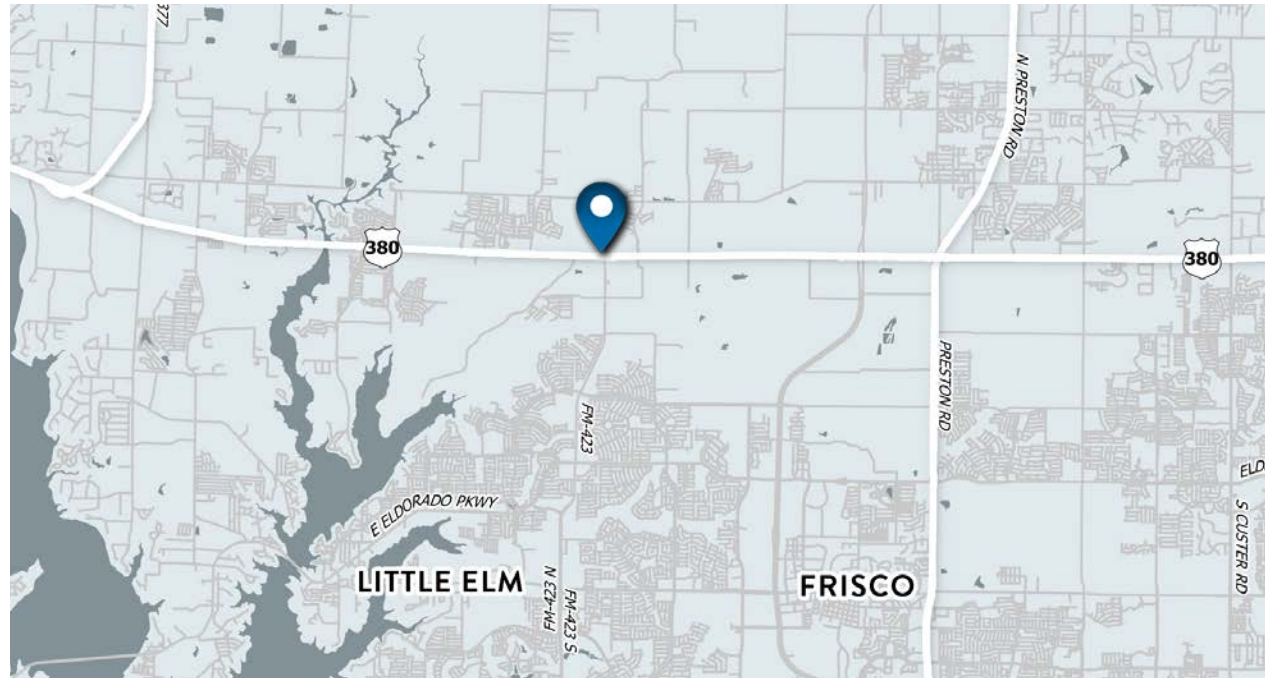 377
N PRESTON RD
380
380
PRESTON RD
FM-423
E ELDORADO PKWY
ELD
S CUSTER RD
LITTLE ELM
FRISCO
FM-423 S
FM-423 N